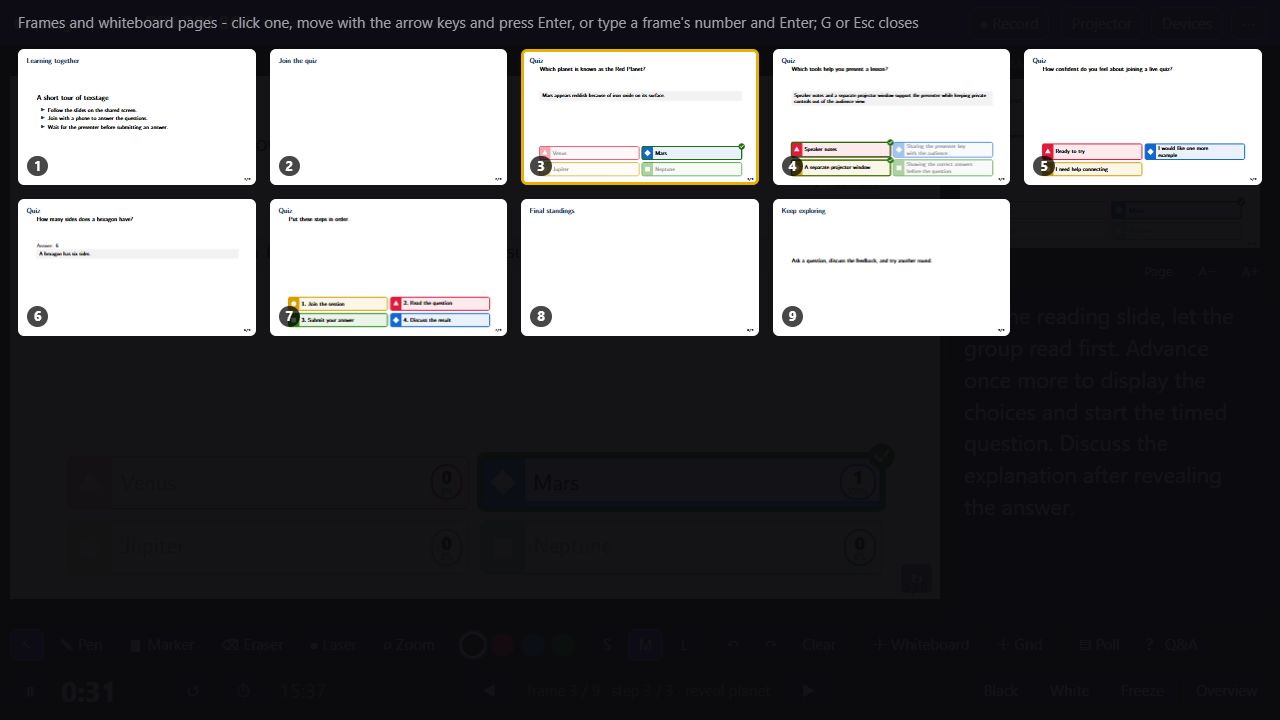 Frames and whiteboard pages - click one, move with the arrow keys and press Enter, or type a frame's number and Enter; G or Esc closes
Record
Projector
Devices
Learning together
A short tour of texstage
Follow the slides on the shared screen.
Join with a phone to answer the questions.
Wait for the presenter before submitting an answer.
1
Join the quiz
2
Quiz
Which planet is known as the Red Planet?
Mars appears reddish because of iron oxide on its surface.
Venus
Mars
Jupiter
Neptune
3
Quiz
Which tools help you present a lesson?
Speaker notes and a separate projector window support the presenter while keeping private
controls out of the audience view.
Speaker notes
Sharing the presenter key
with the audience
A separate projector window
Showing the correct answers
before the question
4
Quiz
How confident do you feel about joining a live quiz?
Ready to try
I would like one more
example
I need help connecting
5
Quiz
How many sides does a hexagon have?
Answer: 6
A hexagon has six sides.
6
Quiz
Put these steps in order
1. Join the session
2. Read the question
3. Submit your answer
4. Discuss the result
7
Final standings
8
Keep exploring
Ask a question, discuss the feedback, and try another round.
9
Page A- A+
reading slide, let the
group read first. Advance
once more to display the
choices and start the timed
question. Discuss the
explanation after revealing
the answer.
Venus 0
Mars 1
Jupiter 0
Neptune 0
Pen Marker Eraser Laser Zoom S M L Clear Whiteboard Grid Poll ? Q&A
0:31 15:37 frame 3 / 9 · step 3 / 3 · reveal planet Black White Freeze Overview